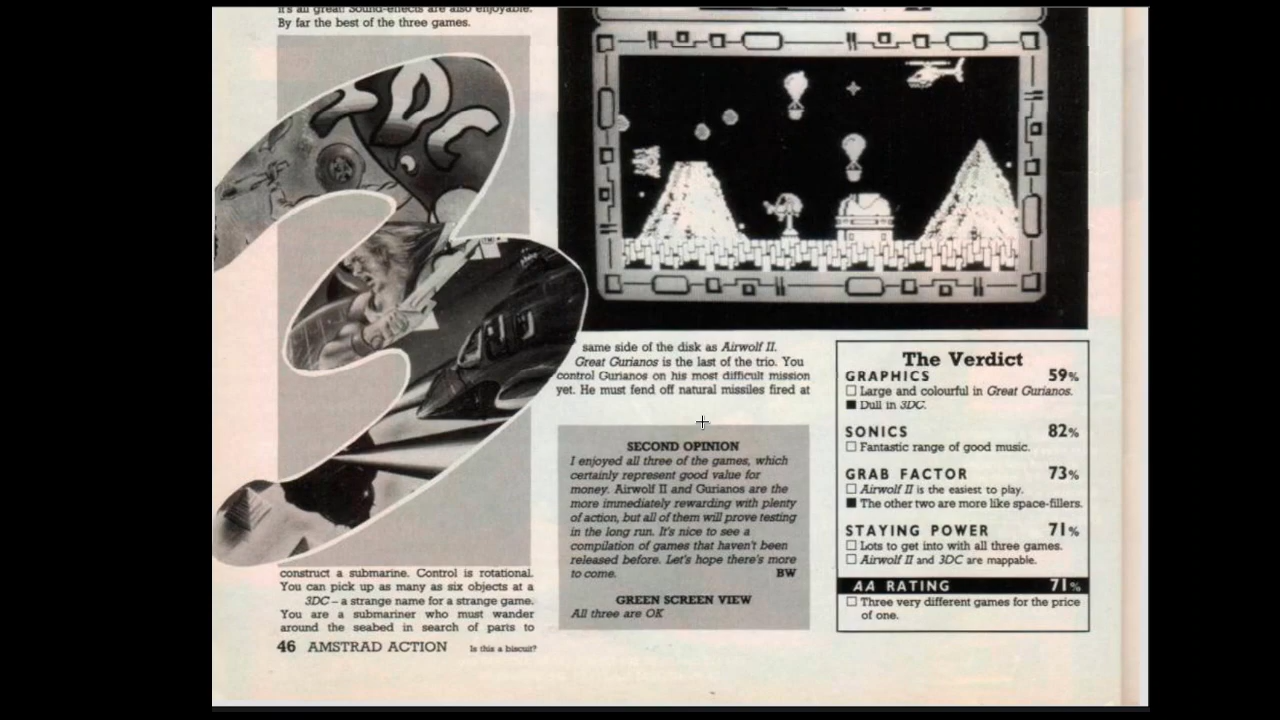 it's all great! Sound-effects are also enjoyable.
By far the best of the three games.
3DC
construct a submarine. Control is rotational.
You can pick up as many as six objects at a
3DC – a strange name for a strange game.
You are a submariner who must wander
around the seabed in search of parts to
46 AMSTRAD ACTION Is this a biscuit?
same side of the disk as Airwolf II.
Great Gurianos is the last of the trio. You
control Gurianos on his most difficult mission
yet. He must fend off natural missiles fired at
SECOND OPINION
I enjoyed all three of the games, which
certainly represent good value for
money. Airwolf II and Gurianos are the
more immediately rewarding with plenty
of action, but all of them will prove testing
in the long run. It's nice to see a
compilation of games that haven't been
released before. Let's hope there's more
to come. BW
GREEN SCREEN VIEW
All three are OK
The Verdict
GRAPHICS 59%
Large and colourful in Great Gurianos.
Dull in 3DC.
SONICS 82%
Fantastic range of good music.
GRAB FACTOR 73%
Airwolf II is the easiest to play.
The other two are more like space-fillers.
STAYING POWER 71%
Lots to get into with all three games.
Airwolf II and 3DC are mappable.
AA RATING 71%
Three very different games for the price
of one.